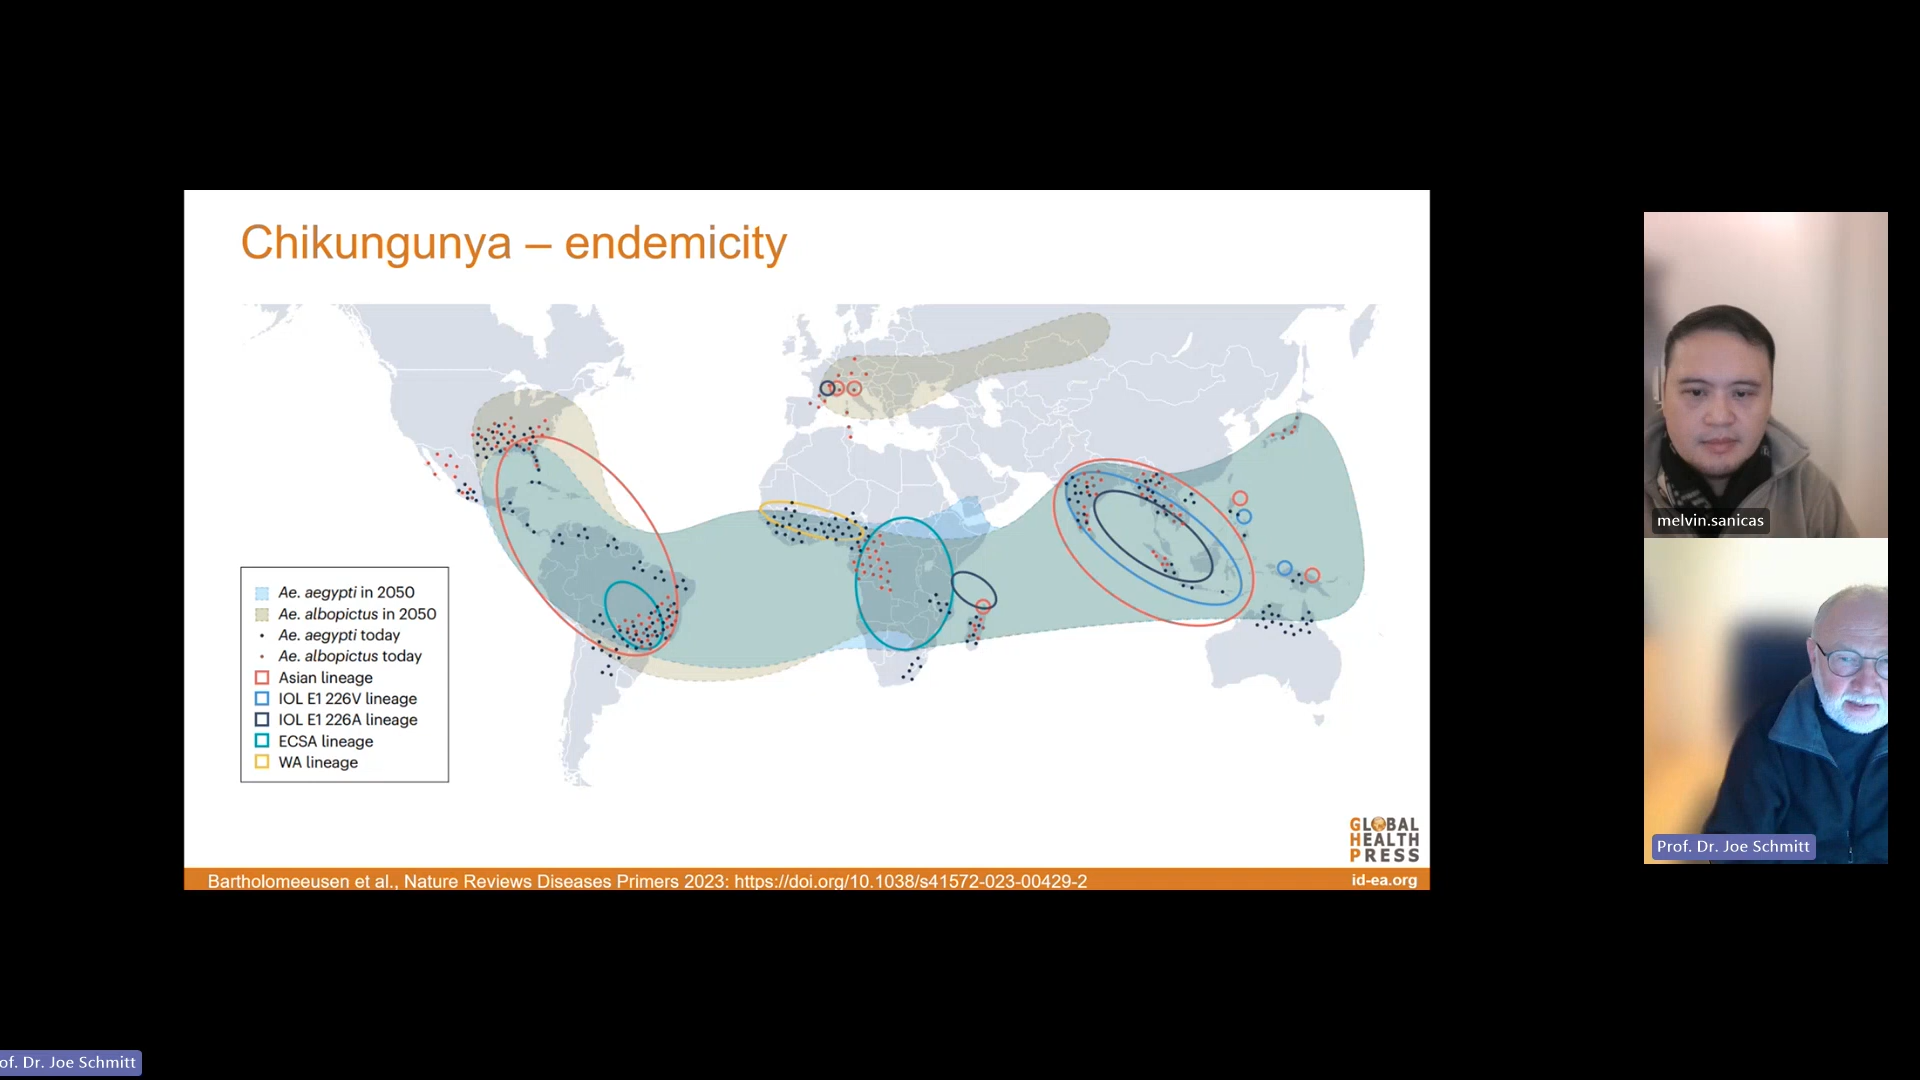 Chikungunya – endemicity
Ae. aegypti in 2050
Ae. albopictus in 2050
Ae. aegypti today
Ae. albopictus today
Asian lineage
IOL E1 226V lineage
IOL E1 226A lineage
ECSA lineage
WA lineage
GLOBAL
HEALTH
PRESS
Bartholomeeusen et al., Nature Reviews Diseases Primers 2023: https://doi.org/10.1038/s41572-023-00429-2
id-ea.org
melvin.sanicas
Prof. Dr. Joe Schmitt
of. Dr. Joe Schmitt